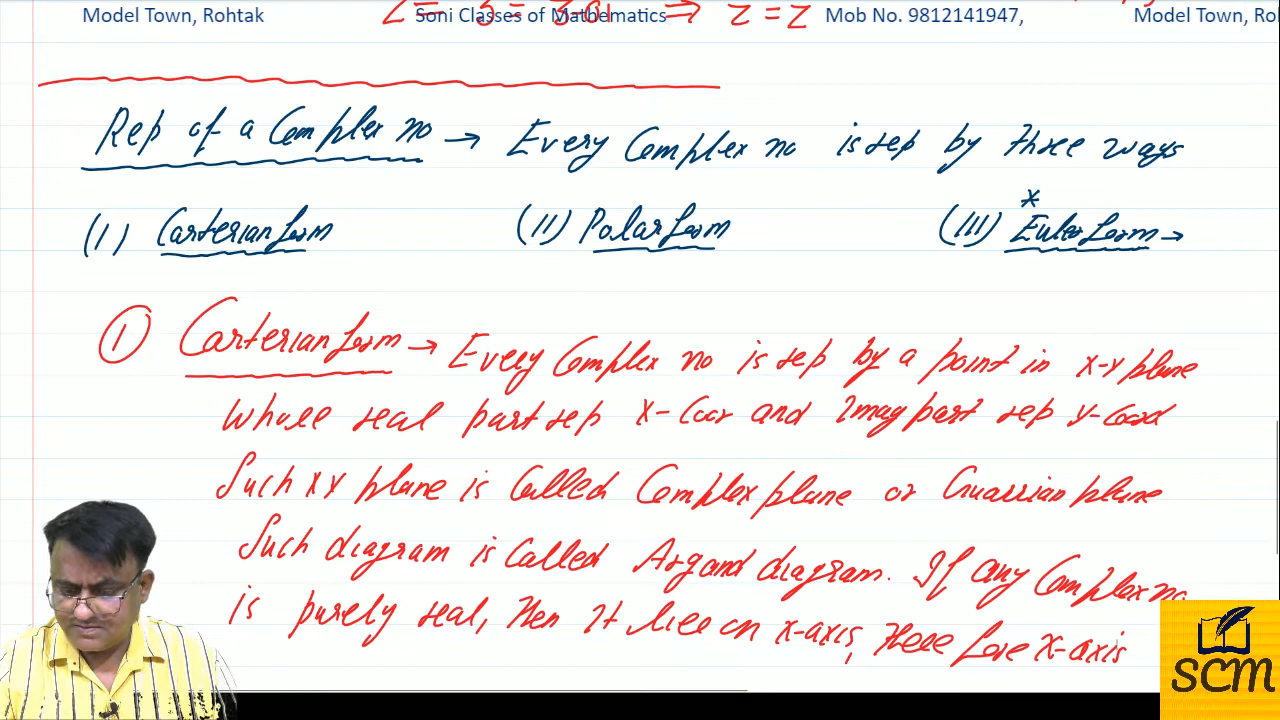 Model Town, Rohtak Soni Classes of Mathematics Mob No. 9812141947, Model Town, Ro
⇒ z = z
Rep of a Complex no → Every Complex no is rep by three ways
(I) Cartesian form (II) Polar form (III) *Euler form →
① Cartesian form → Every Complex no is rep by a point in X-Y plane
whose real part rep X-Coor and Imag part rep Y-Coord
Such XY plane is Called Complex plane or Guassian plane
Such diagram is Called Argand diagram. If any Complex no
is purely real, then It lies on X-axis, there fore X-axis
SCM